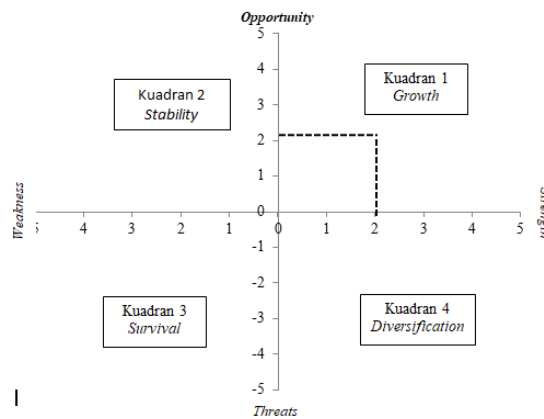 Opportunity
5
Kuadran 2
Stability
4
Kuadran 1
Growth
3
2
1
Weakness
5 4 3 2 1 0 1 2 3 4 5
0
-1
-2
Kuadran 3
Survival
Kuadran 4
Diversification
-3
-4
-5
Threats